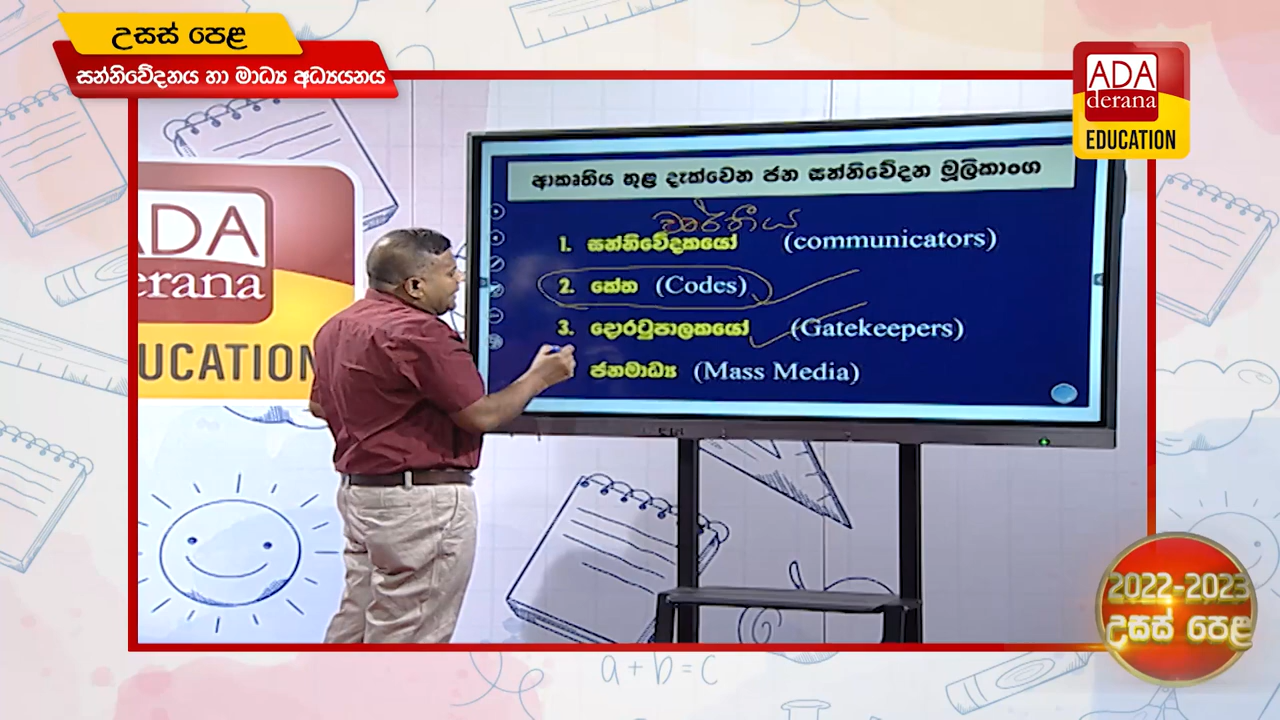 උසස් පෙළ
සන්නිවේදනය හා මාධ්‍ය අධ්‍යයනය
ADA
derana
EDUCATION
ADA
derana
UCATION
ආකෘතිය තුළ දැක්වෙන ජන සන්නිවේදන මූලිකාංග
වෘත්තීය
1. සන්නිවේදකයෝ (communicators)
2. කේත (Codes)
3. දොරටුපාලකයෝ (Gatekeepers)
ජනමාධ්‍ය (Mass Media)
2022-2023
උසස් පෙළ
a+b=c